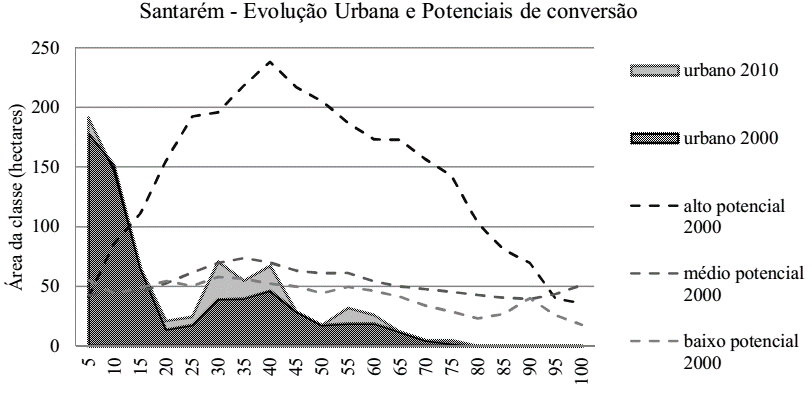 Santarém - Evolução Urbana e Potenciais de conversão
Área da classe (hectares)
250
200
150
100
50
0
5 10 15 20 25 30 35 40 45 50 55 60 65 70 75 80 85 90 95 100
urbano 2010
urbano 2000
alto potencial
2000
médio potencial
2000
baixo potencial
2000